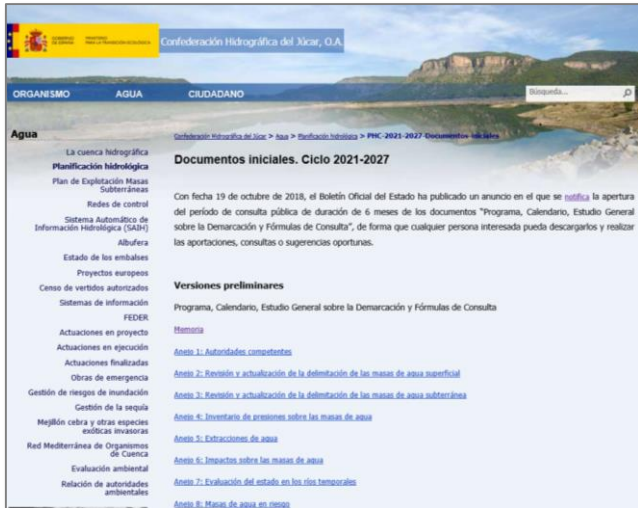 GOBIERNO DE ESPAÑA
MINISTERIO PARA LA TRANSICIÓN ECOLÓGICA
Confederación Hidrográfica del Júcar, O.A.
ORGANISMO AGUA CIUDADANO
Búsqueda...
Agua
La cuenca hidrográfica
Planificación hidrológica
Plan de Explotación Masas
Subterráneas
Redes de control
Sistema Automático de
Información Hidrológica (SAIH)
Albufera
Estado de los embalses
Proyectos europeos
Censo de vertidos autorizados
Sistemas de información
FEDER
Actuaciones en proyecto
Actuaciones en ejecución
Actuaciones finalizadas
Obras de emergencia
Gestión de riesgos de inundación
Gestión de la sequía
Mejillón cebra y otras especies
exóticas invasoras
Red Mediterránea de Organismos
de Cuenca
Evaluación ambiental
Relación de autoridades
ambientales
Confederación Hidrográfica del Júcar > Agua > Planificación hidrológica > PHC-2021-2027-Documentos-iniciales
Documentos iniciales. Ciclo 2021-2027
Con fecha 19 de octubre de 2018, el Boletín Oficial del Estado ha publicado un anuncio en el que se notifica la apertura
del período de consulta pública de duración de 6 meses de los documentos "Programa, Calendario, Estudio General
sobre la Demarcación y Fórmulas de Consulta", de forma que cualquier persona interesada pueda descargarlos y realizar
las aportaciones, consultas o sugerencias oportunas.
Versiones preliminares
Programa, Calendario, Estudio General sobre la Demarcación y Fórmulas de Consulta
Memoria
Anejo 1: Autoridades competentes
Anejo 2: Revisión y actualización de la delimitación de las masas de agua superficial
Anejo 3: Revisión y actualización de la delimitación de las masas de agua subterránea
Anejo 4: Inventario de presiones sobre las masas de agua
Anejo 5: Extracciones de agua
Anejo 6: Impactos sobre las masas de agua
Anejo 7: Evaluación del estado en los ríos temporales
Anejo 8: Masas de agua en riesgo